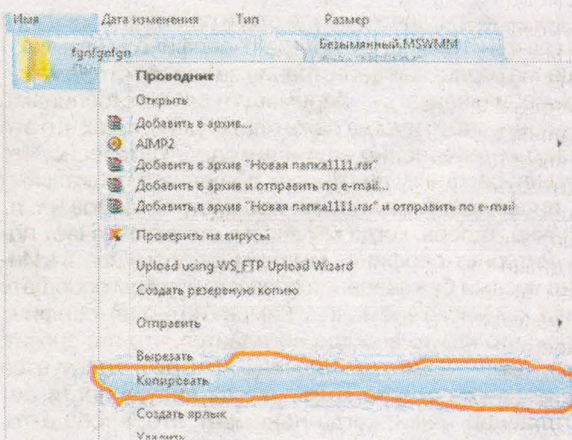 Имя Дата изменения Тип Размер
fgnfgnfgn Безымянный.MSWMM
Проводник
Открыть
Добавить в архив...
AIMP2
Добавить в архив "Новая папка1111.rar"
Добавить в архив и отправить по e-mail...
Добавить в архив "Новая папка1111.rar" и отправить по e-mail
Проверить на вирусы
Upload using WS_FTP Upload Wizard
Создать резервную копию
Отправить
Вырезать
Копировать
Создать ярлык
Удалить